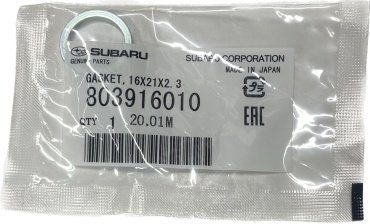 SUBARU
GENUINE PARTS
SUBARU CORPORATION
MADE IN JAPAN
GASKET, 16X21X2.3
803916010
QTY 1 20.01M
EAC